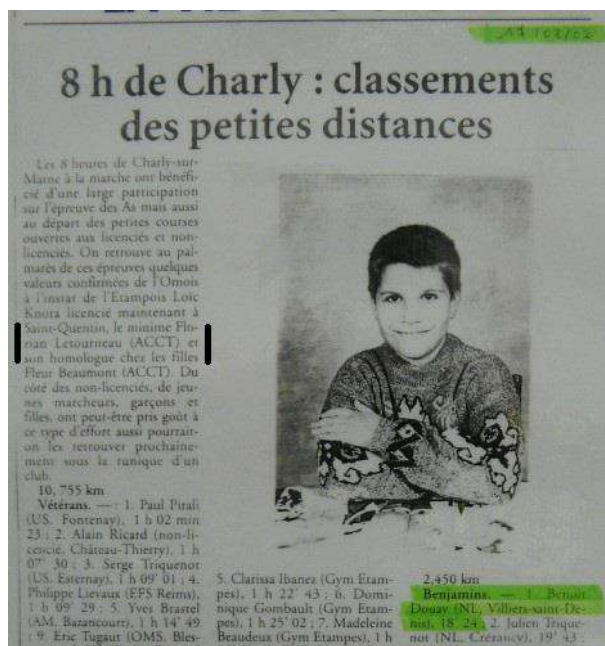 17/02/02
8 h de Charly : classements
des petites distances
Les 8 heures de Charly-sur-
Marne à la marche ont bénéfi-
cié d'une large participation
sur l'épreuve des As mais aussi
au départ des petites courses
ouvertes aux licenciés et non-
licenciés. On retrouve au pal-
marès de ces épreuves quelques
valeurs confirmées de l'Omois
à l'instar de l'Etampois Loïc
Knora licencié maintenant à
Saint-Quentin, le minime Flo-
rian Letourneau (ACCT) et
son homologue chez les filles
Fleur Beaumont (ACCT). Du
côté des non-licenciés, de jeu-
nes marcheurs, garçons et
filles, ont peut-être pris goût à
ce type d'effort aussi pourrait-
on les retrouver prochaine-
ment sous la tunique d'un
club.
10, 755 km
Vétérans. — : 1. Paul Pirali
(US. Fontenay), 1 h 02 min
23 ; 2. Alain Ricard (non-li-
cencié, Château-Thierry), 1 h
07' 30 ; 3. Serge Triquenot
(US. Esternay), 1 h 09' 01 ; 4.
Philippe Lievaux (EFS Reims),
1 h 09' 29 ; 5. Yves Brastel
(AM. Bazancourt), 1 h 14' 49
; 9. Eric Tugaut (OMS. Bles-
5. Clarissa Ibanez (Gym Etam-
pes), 1 h 22' 43 ; 6. Domi-
nique Gombault (Gym Etam-
pes), 1 h 25' 02 ; 7. Madeleine
Beaudeux (Gym Etampes), 1 h
2,450 km
Benjamins. — 1. Benoît
Douay (NL, Villiers-saint-De-
nis), 18' 24 ; 2. Julien Trique-
not (NL, Crézancy), 19' 43 ;